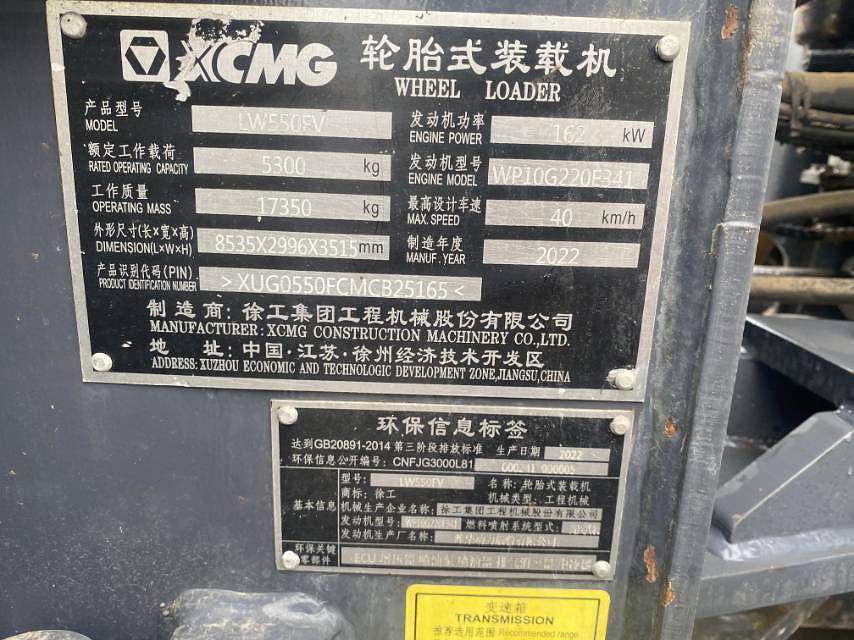 XCMG 轮胎式装载机
WHEEL LOADER
产品型号 LW550FV 发动机功率 162 kW
MODEL ENGINE POWER
额定工作载荷 5300 kg 发动机型号 WP10G220E341
RATED OPERATING CAPACITY ENGINE MODEL
工作质量 17350 kg 最高设计车速 40 km/h
OPERATING MASS MAX. SPEED
外形尺寸(长×宽×高) 8535X2996X3515 mm 制造年度 2022
DIMENSION(L×W×H) MANUF. YEAR
产品识别代码(PIN) >XUG0550FCMCB25165<
PRODUCT IDENTIFICATION NUMBER
制造商:徐工集团工程机械股份有限公司
MANUFACTURER: XCMG CONSTRUCTION MACHINERY CO.,LTD.
地 址:中国·江苏·徐州经济技术开发区
ADDRESS: XUZHOU ECONOMIC AND TECHNOLOGIC DEVELOPMENT ZONE,JIANGSU,CHINA
环保信息标签
达到GB20891-2014 第三阶段排放标准 生产日期 2022
环保信息公开编号: CNFJG3000L81 000241 000005
型号: LW550FV 名称: 轮胎式装载机
商标: 徐工 机械类型: 工程机械
基本信息 机械生产企业名称: 徐工集团工程机械股份有限公司
发动机型号: 燃料喷射系统型式:
发动机生产厂名称:
环保关键零部件 ECU
变速箱
TRANSMISSION
推荐选用范围 Recommended range